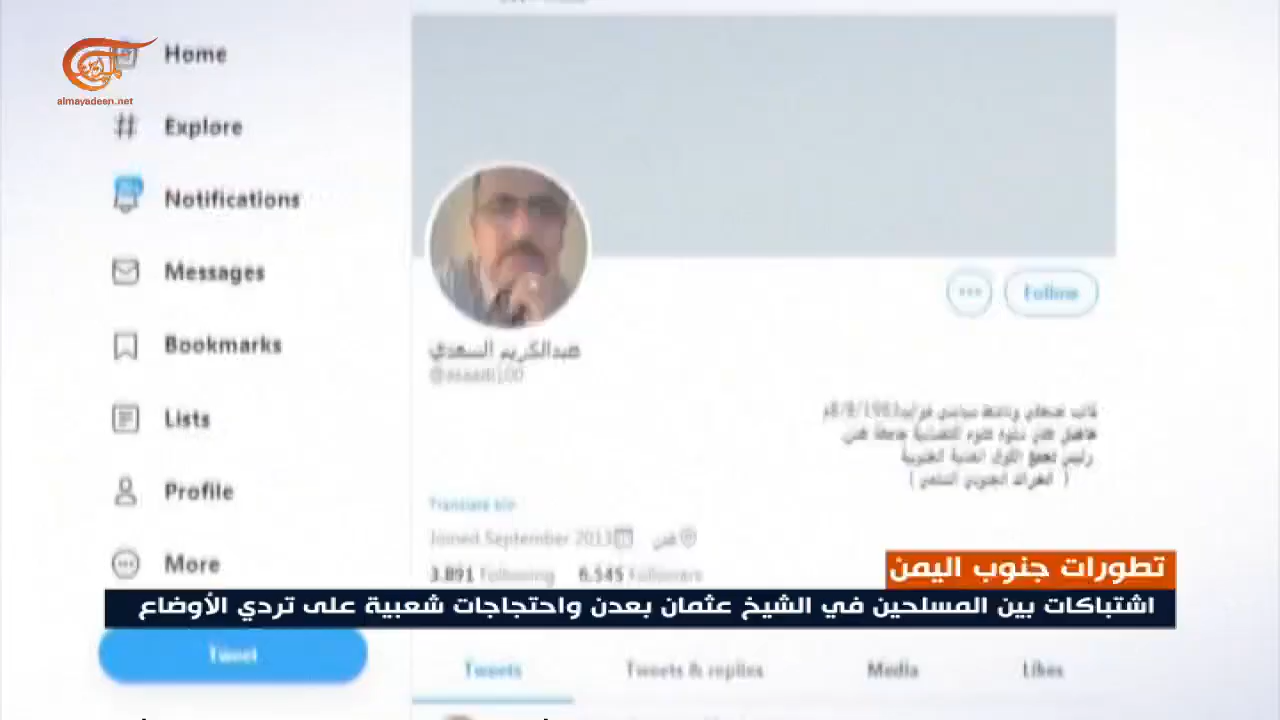 almayadeen.net
Home
Explore
Notifications
Messages
Bookmarks
Lists
Profile
More
Tweet
Follow
عبدالكريم السعدي
Translate bio
Joined September 2013
3.891 Following 6.545 Followers
تطورات جنوب اليمن
اشتباكات بين المسلحين في الشيخ عثمان بعدن واحتجاجات شعبية على تردي الأوضاع
Tweets Tweets & replies Media Likes